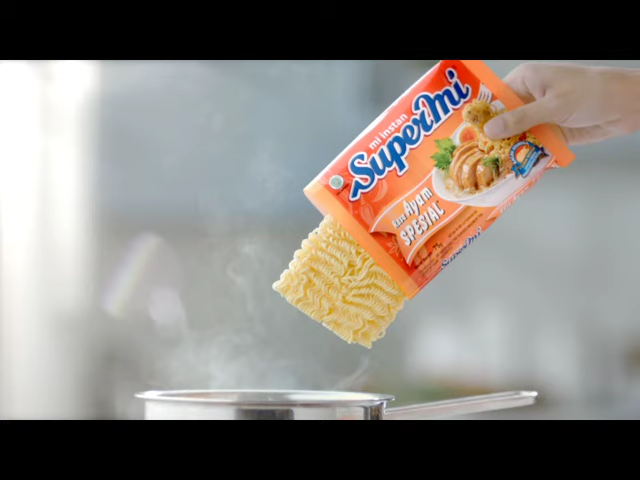 mi instan
SuperMi
Rasa Ayam
SPESIAL
SuperMi